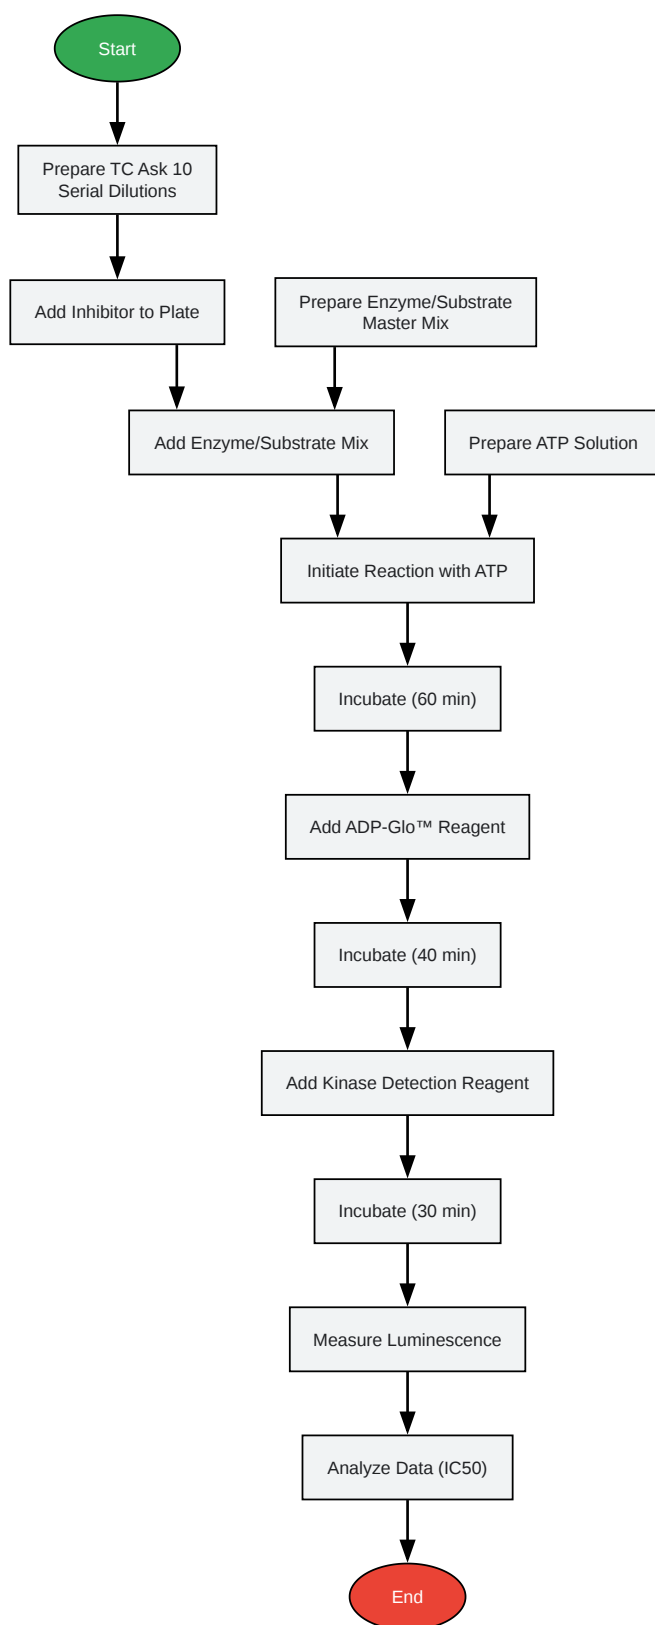 Start
Prepare TC Ask 10
Serial Dilutions
Add Inhibitor to Plate
Prepare Enzyme/Substrate
Master Mix
Add Enzyme/Substrate Mix
Prepare ATP Solution
Initiate Reaction with ATP
Incubate (60 min)
Add ADP-Glo™ Reagent
Incubate (40 min)
Add Kinase Detection Reagent
Incubate (30 min)
Measure Luminescence
Analyze Data (IC50)
End